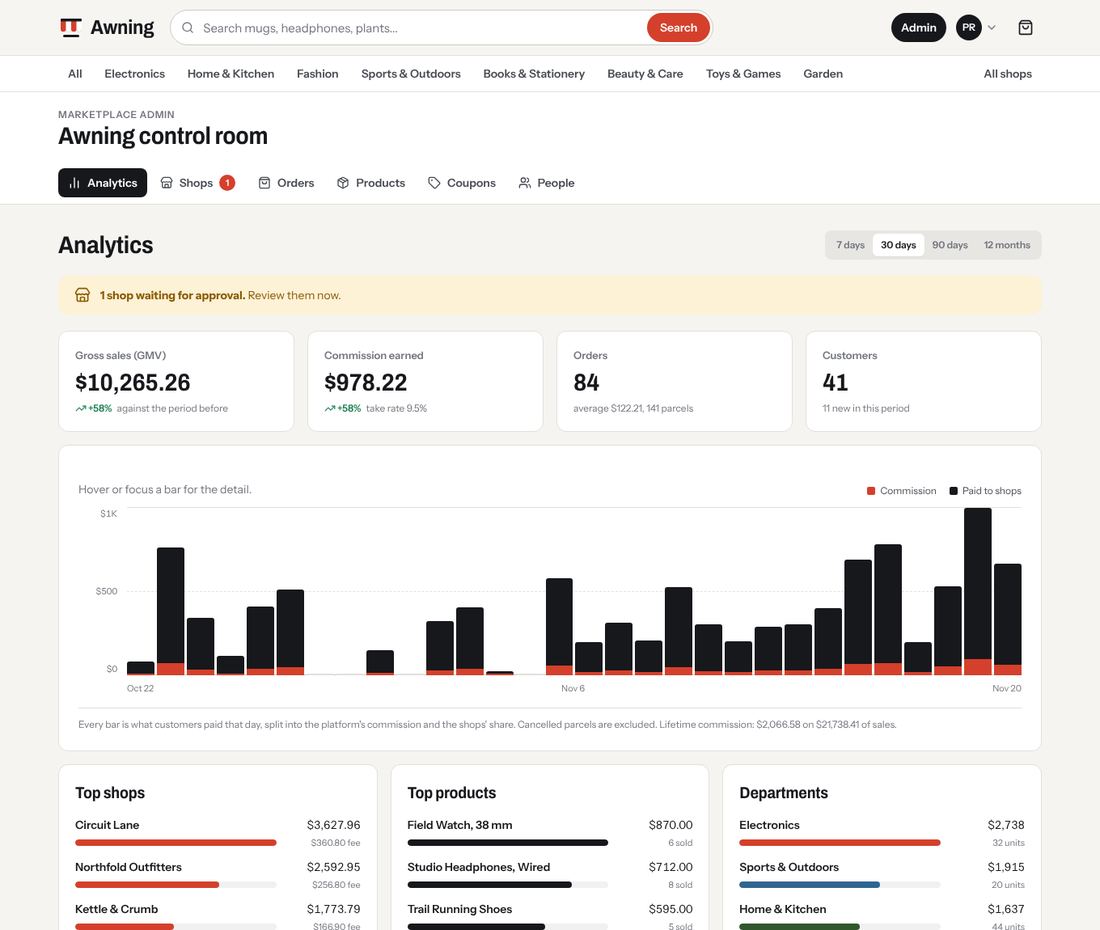 Awning
Search mugs, headphones, plants...
Search
Admin
PR
All
Electronics
Home & Kitchen
Fashion
Sports & Outdoors
Books & Stationery
Beauty & Care
Toys & Games
Garden
All shops
MARKETPLACE ADMIN
Awning control room
Analytics
Shops 1
Orders
Products
Coupons
People
Analytics
7 days
30 days
90 days
12 months
1 shop waiting for approval. Review them now.
Gross sales (GMV)
$10,265.26
+58% against the period before
Commission earned
$978.22
+58% take rate 9.5%
Orders
84
average $122.21, 141 parcels
Customers
41
11 new in this period
Hover or focus a bar for the detail.
Commission
Paid to shops
$1K
$500
$0
Oct 22
Nov 6
Nov 20
Every bar is what customers paid that day, split into the platform's commission and the shops' share. Cancelled parcels are excluded. Lifetime commission: $2,066.58 on $21,738.41 of sales.
Top shops
Circuit Lane $3,627.96
$360.80 fee
Northfold Outfitters $2,592.95
$256.80 fee
Kettle & Crumb $1,773.79
$166.90 fee
Top products
Field Watch, 38 mm $870.00
6 sold
Studio Headphones, Wired $712.00
8 sold
Trail Running Shoes $595.00
5 sold
Departments
Electronics $2,738
32 units
Sports & Outdoors $1,915
20 units
Home & Kitchen $1,637
44 units